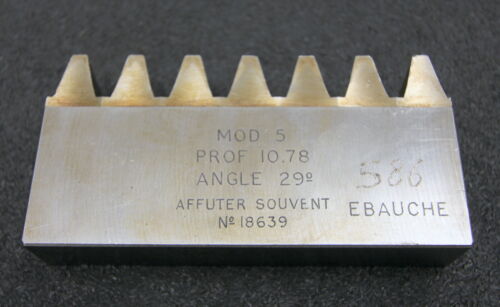 MOD 5
PROF 10.78
ANGLE 29º
586
AFFUTER SOUVENT
Nº 18639
EBAUCHE